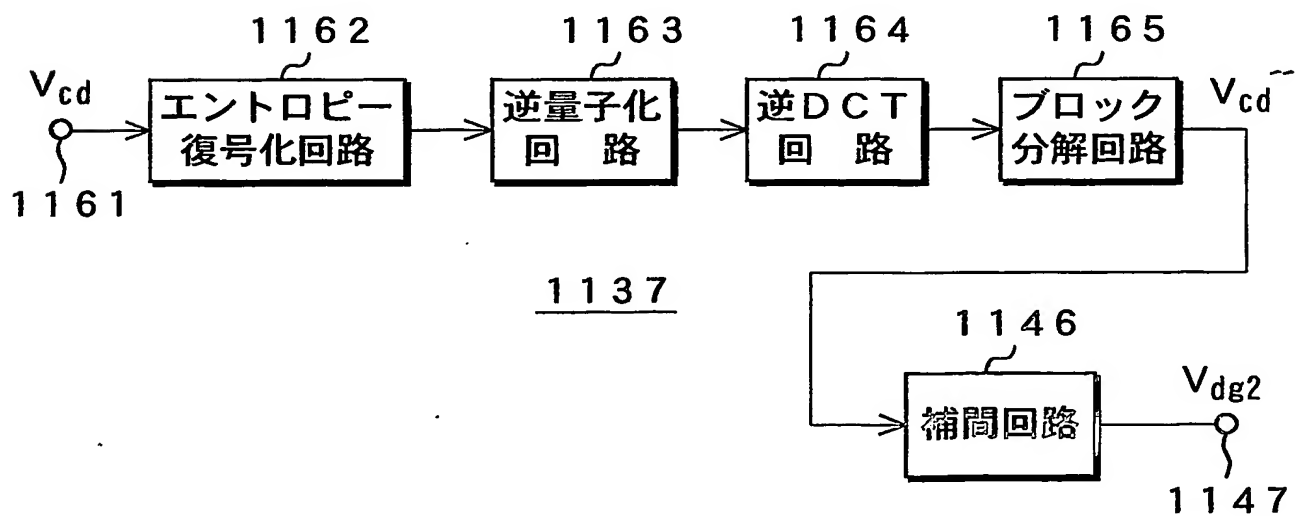 1162
1163
1164
1165
Vcd
エントロピー
復号化回路
逆量子化
回 路
逆DCT
回 路
ブロック
分解回路
Vcd--
1161
1137
1146
補間回路
Vdg2
1147